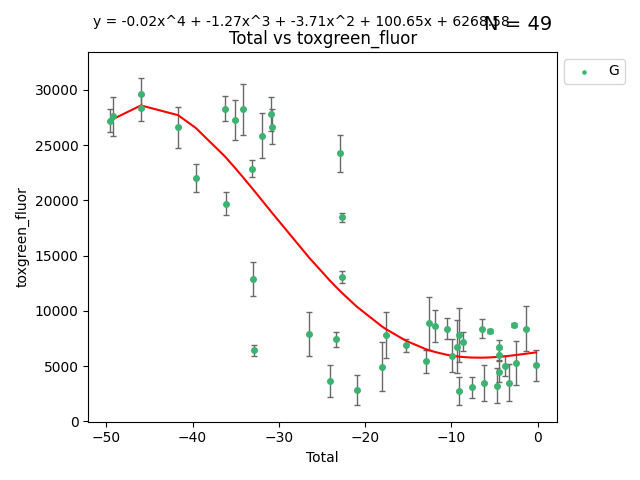 y = -0.02x^4 + -1.27x^3 + -3.71x^2 + 100.65x + 6268.58
N = 49
Total vs toxgreen_fluor
G
30000
25000
20000
15000
10000
5000
0
toxgreen_fluor
−50 −40 −30 −20 −10 0
Total